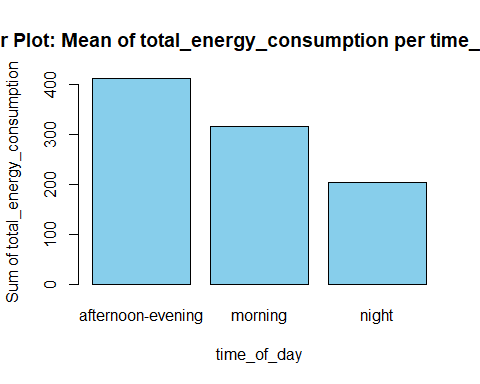 r Plot: Mean of total_energy_consumption per time_
Sum of total_energy_consumption
400
300
200
100
0
afternoon-evening morning night
time_of_day